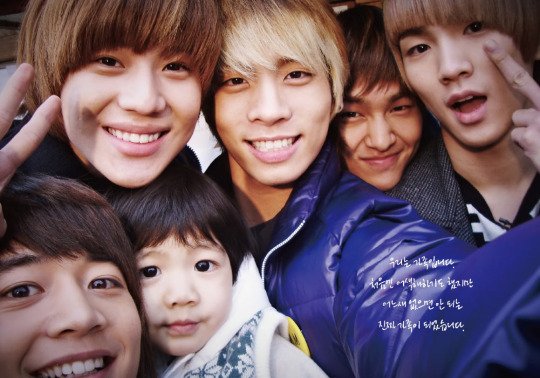 우리는 가족입니다.
처음엔 어색해하기도 했지만
어느새 없으면 안 되는
진짜 가족이 되었습니다.